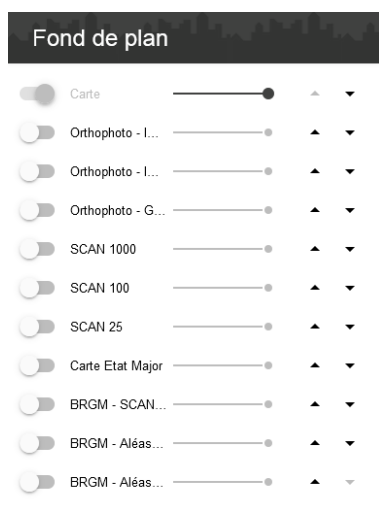 Fond de plan
Carte
Orthophoto - I...
Orthophoto - I...
Orthophoto - G...
SCAN 1000
SCAN 100
SCAN 25
Carte Etat Major
BRGM - SCAN...
BRGM - Aléas...
BRGM - Aléas...